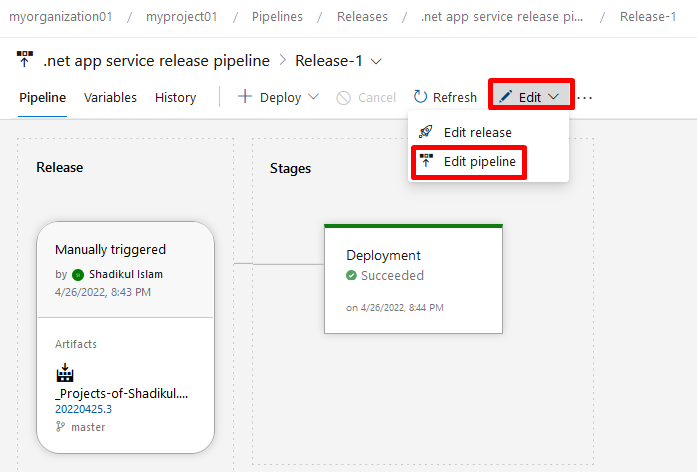 myorganization01 / myproject01 / Pipelines / Releases / .net app service release pi... / Release-1
.net app service release pipeline > Release-1
Pipeline Variables History + Deploy Cancel Refresh Edit ...
Edit release
Edit pipeline
Release
Stages
Manually triggered
by Shadikul Islam
4/26/2022, 8:43 PM
Artifacts
_Projects-of-Shadikul....
20220425.3
master
Deployment
Succeeded
on 4/26/2022, 8:44 PM